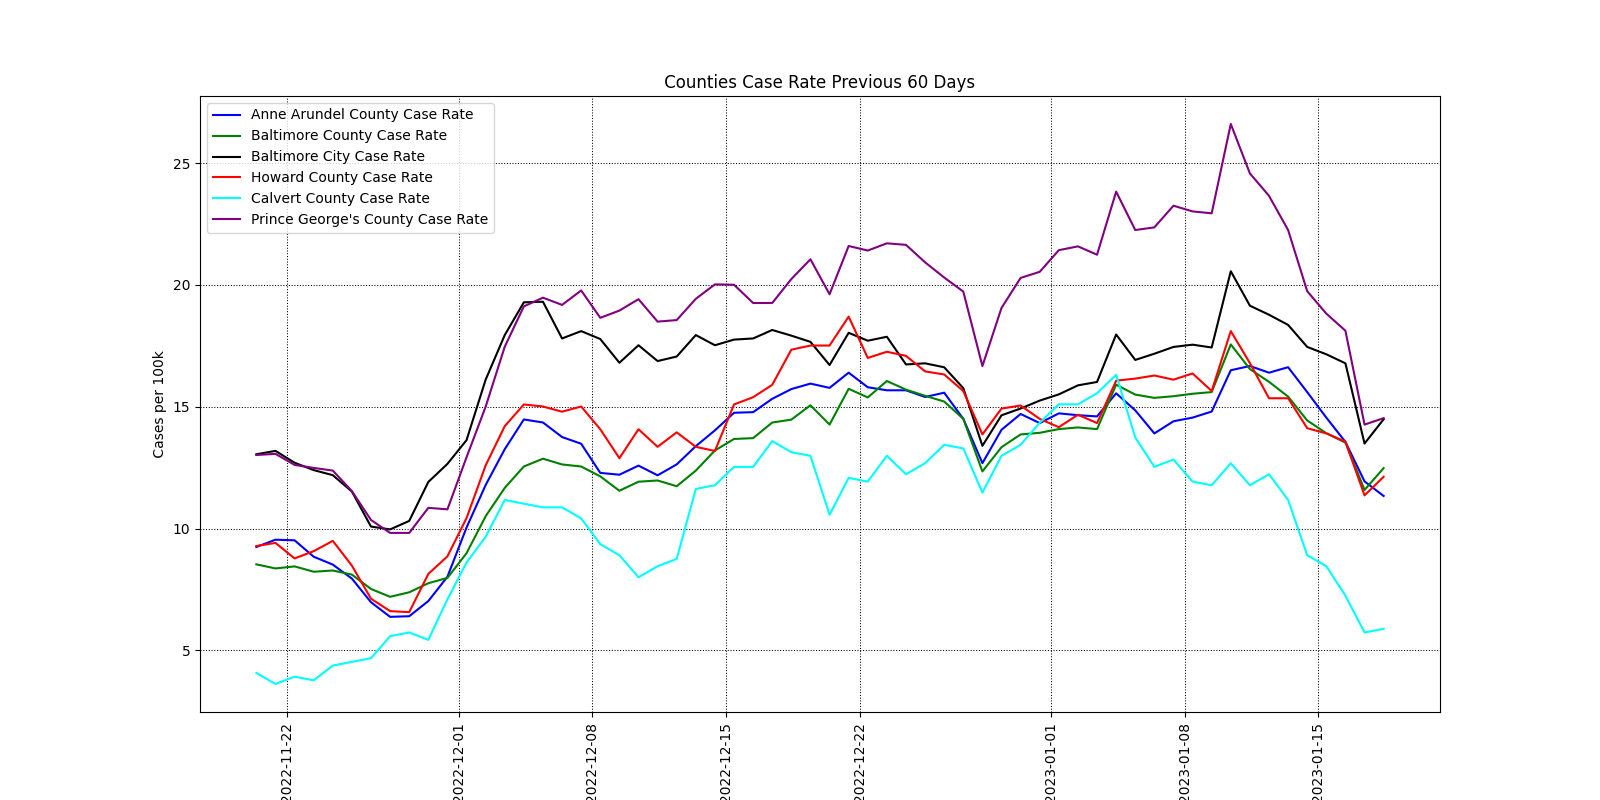 Counties Case Rate Previous 60 Days
Anne Arundel County Case Rate
Baltimore County Case Rate
Baltimore City Case Rate
Howard County Case Rate
Calvert County Case Rate
Prince George's County Case Rate
Cases per 100k
25
20
15
10
5
2022-11-22
2022-12-01
2022-12-08
2022-12-15
2022-12-22
2023-01-01
2023-01-08
2023-01-15